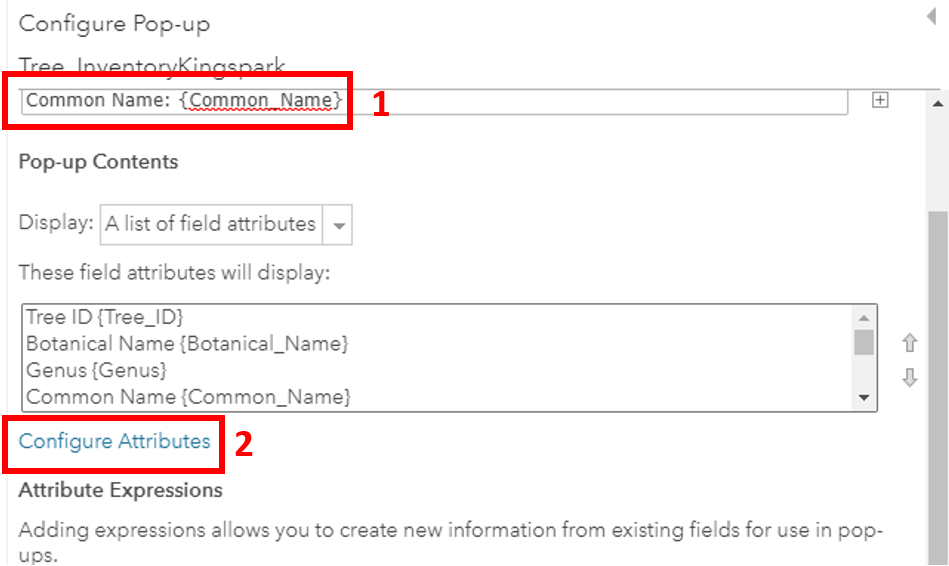 Configure Pop-up
Tree_InventoryKingspark
Common Name: {Common_Name}
1
Pop-up Contents
Display: A list of field attributes
These field attributes will display:
Tree ID {Tree_ID}
Botanical Name {Botanical_Name}
Genus {Genus}
Common Name {Common_Name}
Configure Attributes
2
Attribute Expressions
Adding expressions allows you to create new information from existing fields for use in pop-
ups.